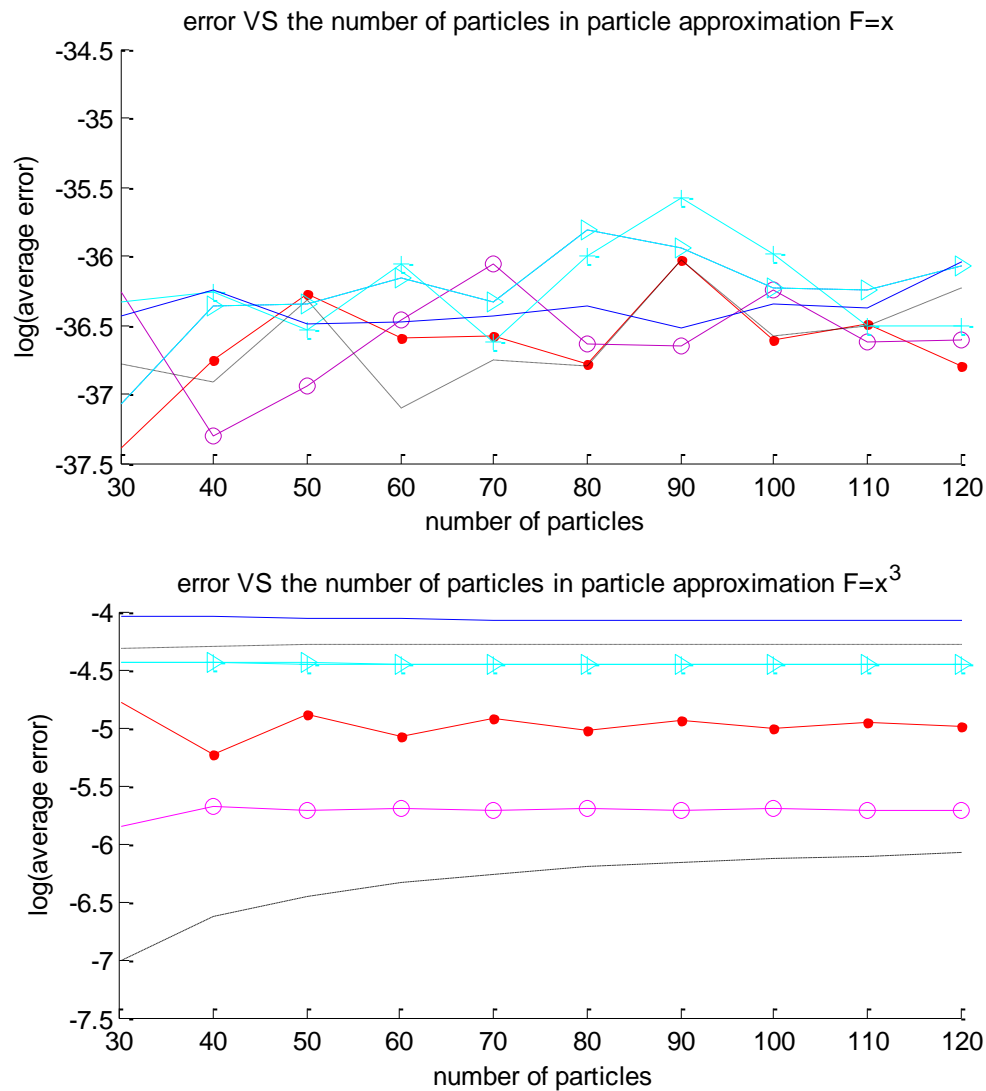 error VS the number of particles in particle approximation F=x
-34.5
-35
-35.5
-36
-36.5
-37
-37.5
log(average error)
30 40 50 60 70 80 90 100 110 120
number of particles
error VS the number of particles in particle approximation F=x^3
-4
-4.5
-5
-5.5
-6
-6.5
-7
-7.5
log(average error)
30 40 50 60 70 80 90 100 110 120
number of particles